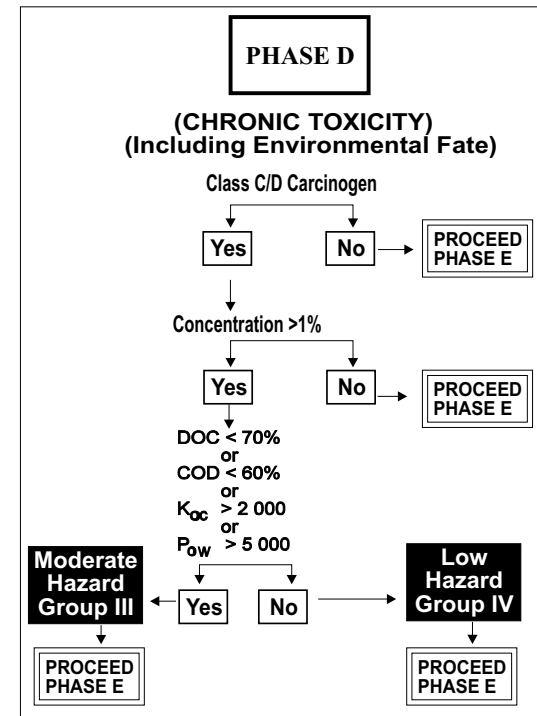 PHASE D
(CHRONIC TOXICITY)
(Including Environmental Fate)
Class C/D Carcinogen
Yes
No
PROCEED
PHASE E
Concentration >1%
Yes
No
PROCEED
PHASE E
DOC < 70%
or
COD < 60%
or
Koc > 2 000
or
Pow > 5 000
Moderate
Hazard
Group III
Yes
No
Low
Hazard
Group IV
PROCEED
PHASE E
PROCEED
PHASE E